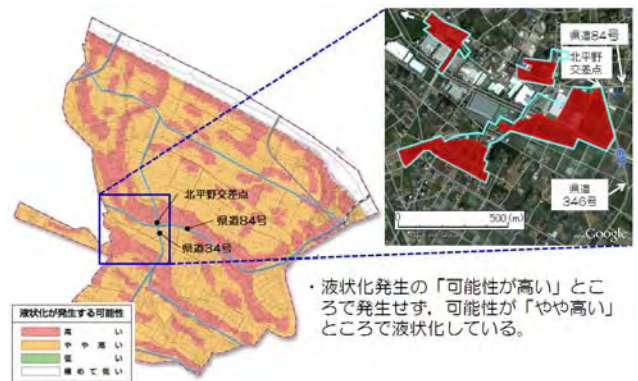 県道84号
北平野
交差点
県道
346号
500(m)
Google
北平野交差点
県道84号
県道34号
液状化が発生する可能性
高い
やや高い
低い
極めて低い
・液状化発生の「可能性が高い」とこ
ろで発生せず，可能性が「やや高い」
ところで液状化している。